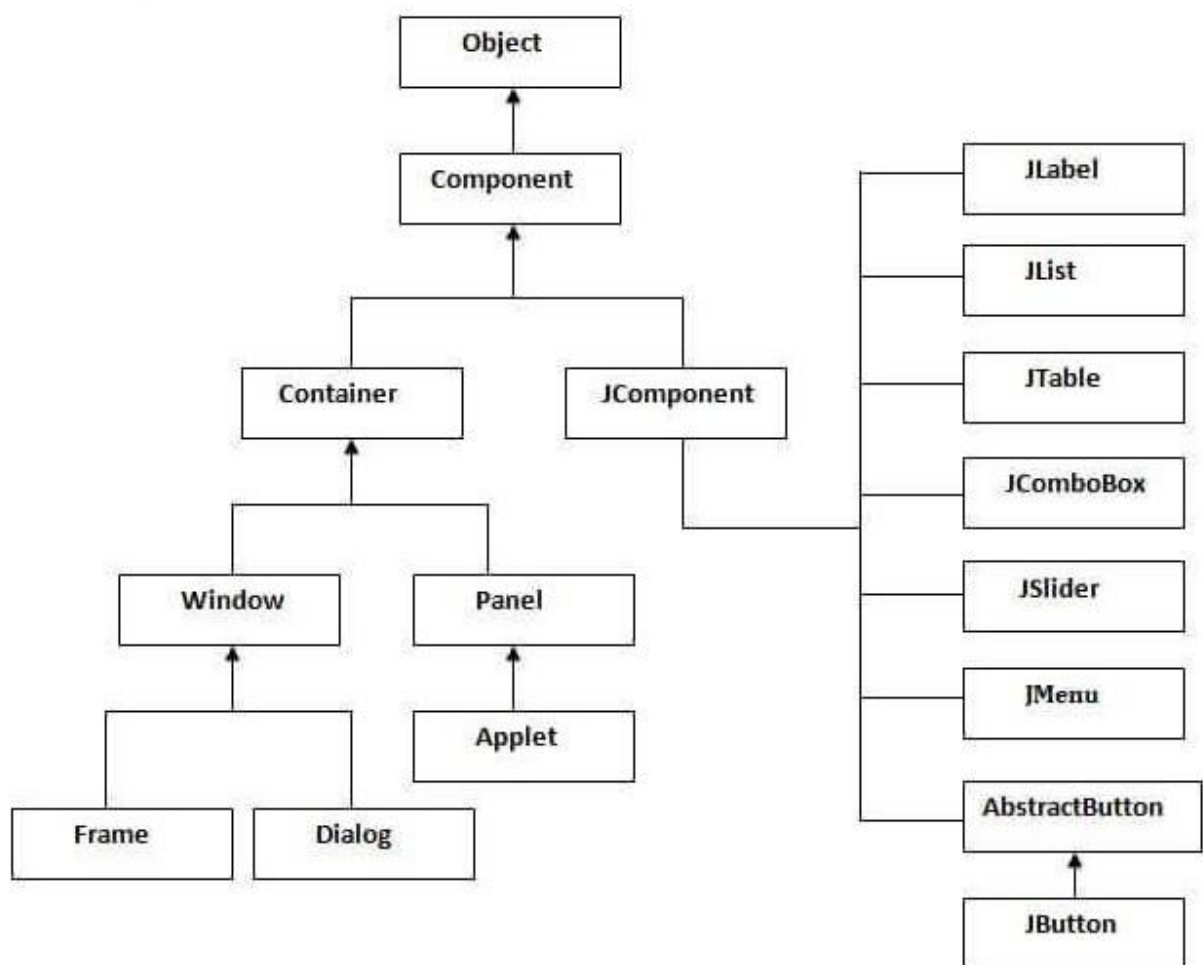 Object
Component
Container
JComponent
Window
Panel
Applet
Frame
Dialog
JLabel
JList
JTable
JComboBox
JSlider
JMenu
AbstractButton
JButton